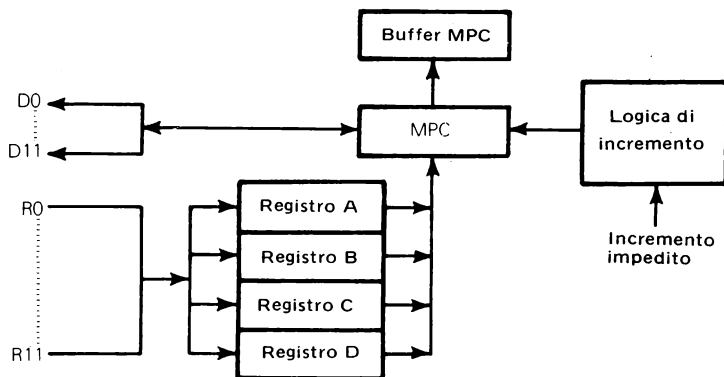 Buffer MPC
D0
D11
MPC
Logica di
incremento
R0
R11
Registro A
Registro B
Registro C
Registro D
Incremento
impedito